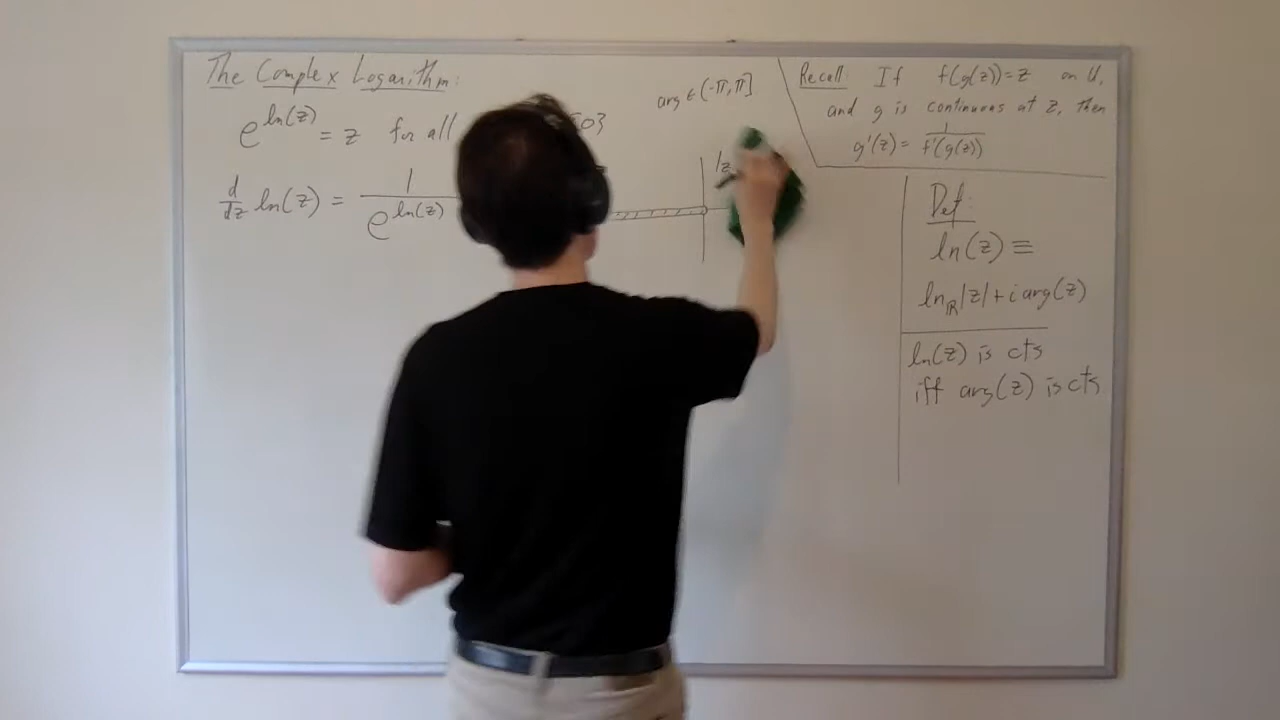 The Complex Logarithm:
e^{ln(z)} = z for all
arg ∈ (-π, π]
d/dz ln(z) = 1/e^{ln(z)}
Recall: If f(g(z)) = z on U,
and g is continuous at z, then
g'(z) = 1/f'(g(z))
Def:
ln(z) ≡
ln_ℝ|z| + i arg(z)
ln(z) is cts
iff arg(z) is cts